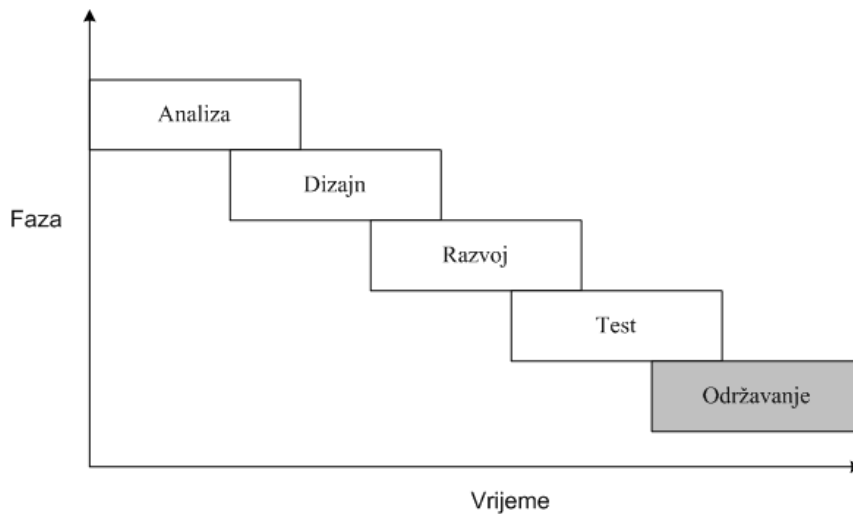 Analiza
Dizajn
Faza
Razvoj
Test
Održavanje
Vrijeme